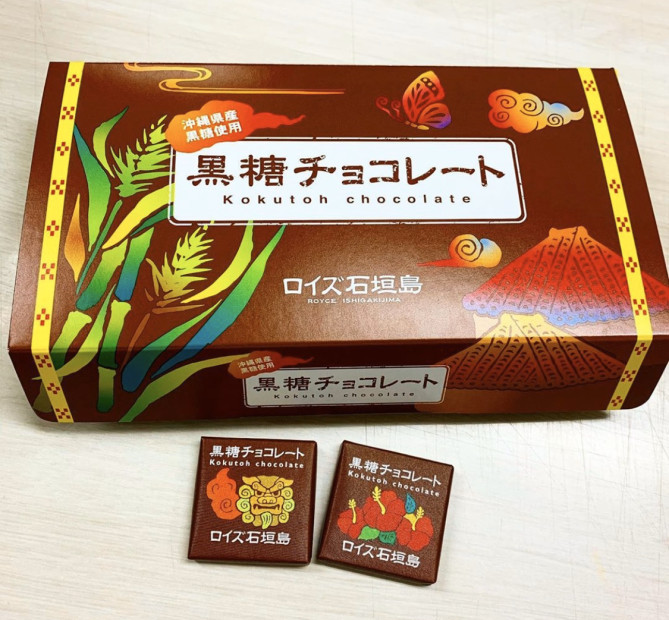 沖縄県産
黒糖使用
黒糖チョコレート
Kokutoh chocolate
ロイズ石垣島
ROYCE' ISHIGAKIJIMA
沖縄県産
黒糖使用
黒糖チョコレート
Kokutoh chocolate
黒糖チョコレート
Kokutoh chocolate
ロイズ石垣島
黒糖チョコレート
Kokutoh chocolate
ロイズ石垣島